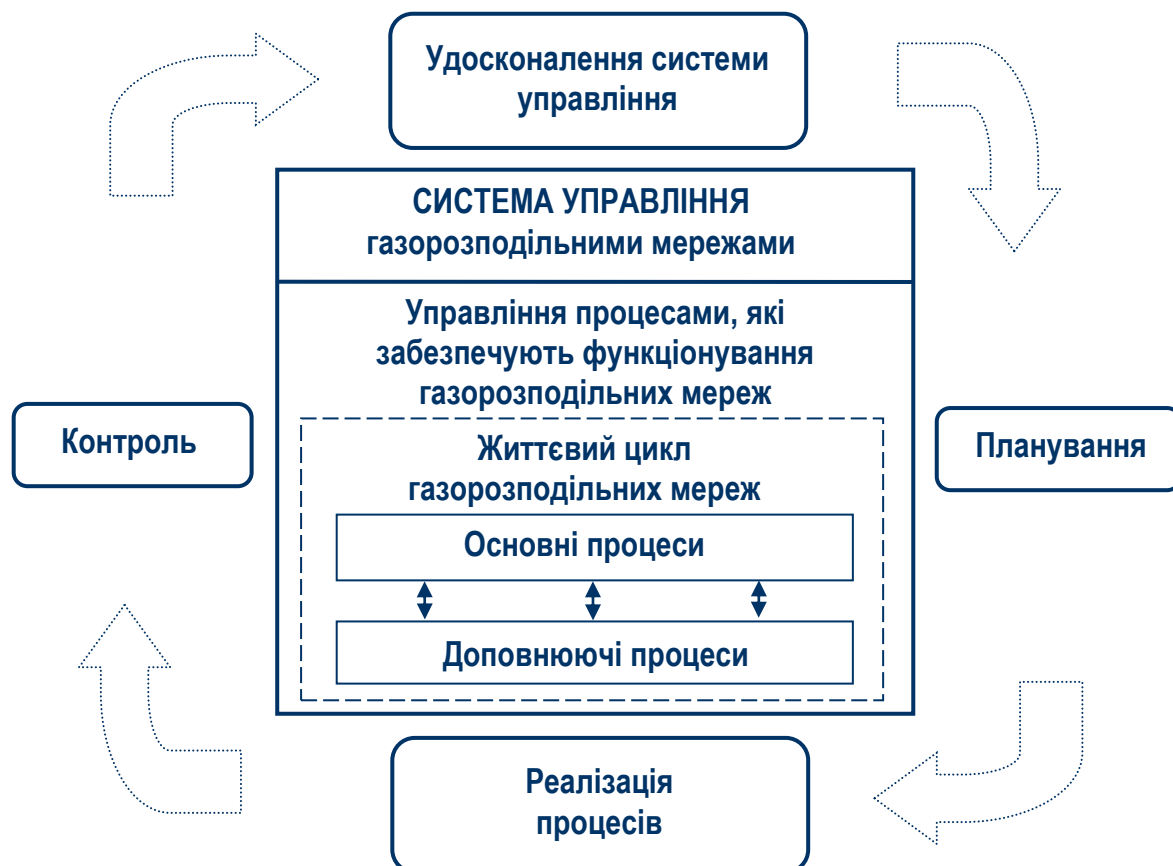 Удосконалення системи
управління
СИСТЕМА УПРАВЛІННЯ
газорозподільними мережами
Управління процесами, які
забезпечують функціонування
газорозподільних мереж
Контроль
Життєвий цикл
газорозподільних мереж
Планування
Основні процеси
Доповнюючі процеси
Реалізація
процесів